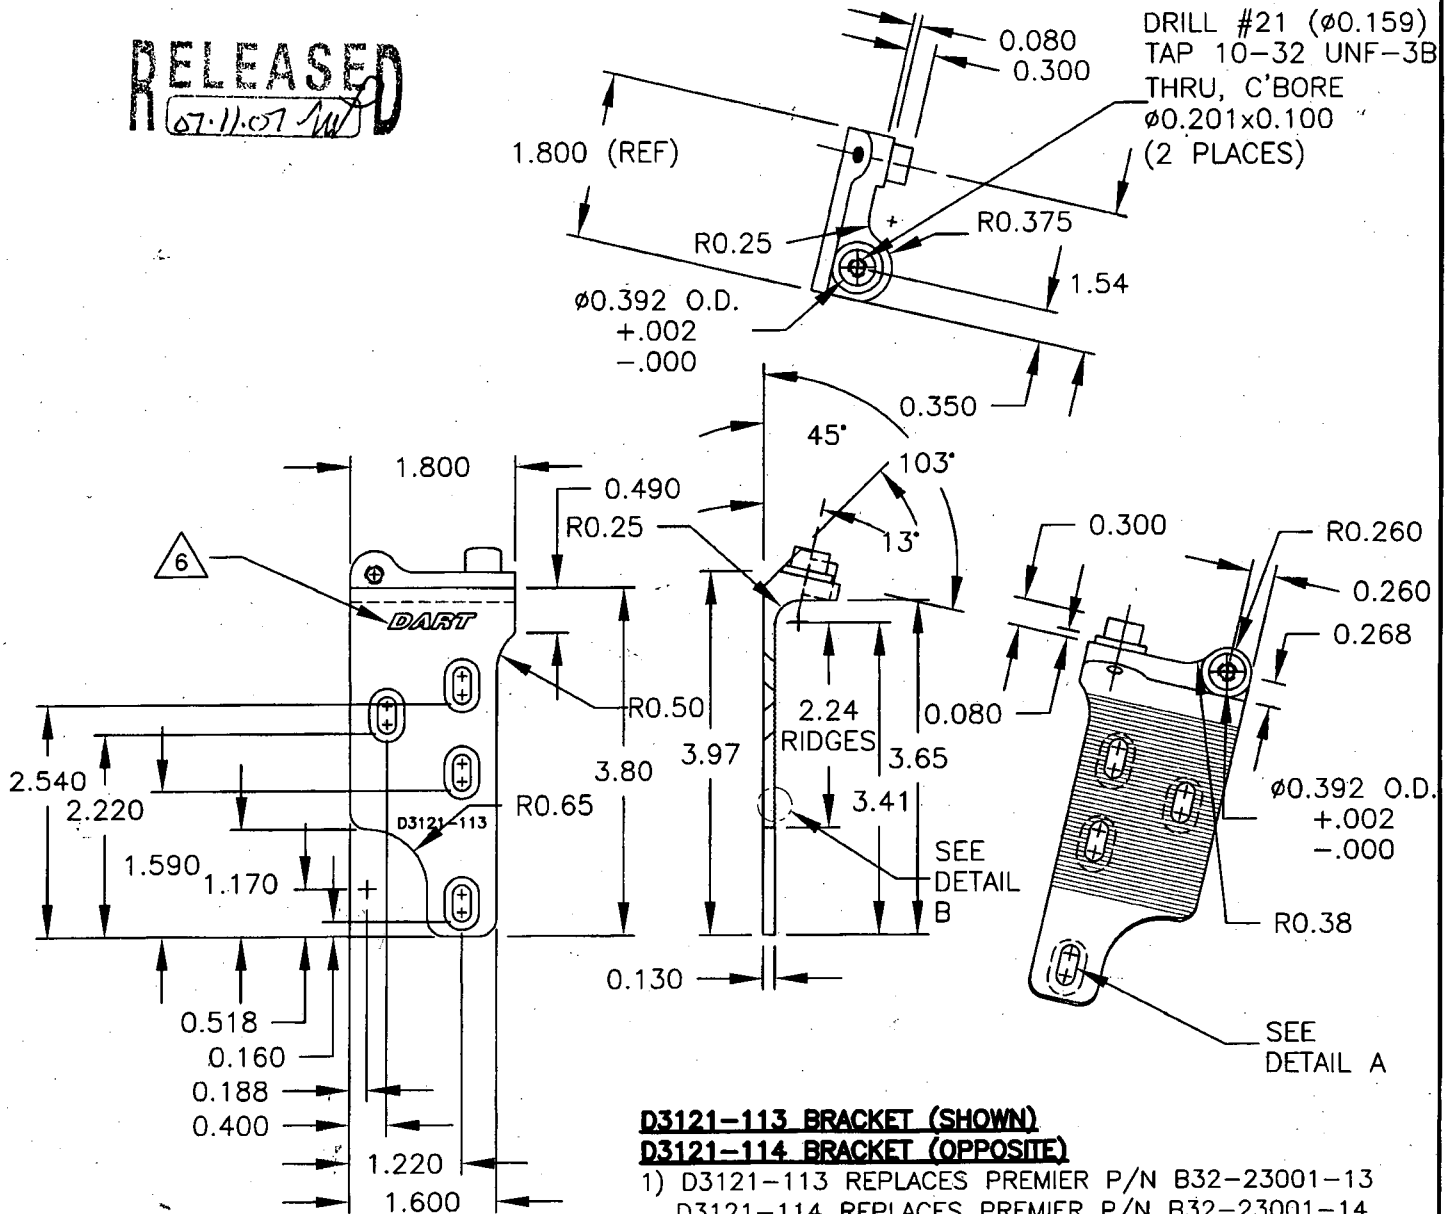 RELEASED
07.11.07
DRILL #21 (ø0.159)
TAP 10-32 UNF-3B
THRU, C'BORE
ø0.201x0.100
(2 PLACES)
0.080
0.300
1.800 (REF)
R0.25
R0.375
1.54
ø0.392 O.D.
+.002
-.000
0.350
45°
103°
13°
1.800
0.490
R0.25
6
DART
R0.50
2.540
2.220
1.590
1.170
R0.65
D3121-113
3.80
3.97
2.24
RIDGES
3.65
3.41
SEE
DETAIL
B
0.130
0.518
0.160
0.188
0.400
1.220
1.600
0.300
R0.260
0.260
0.268
0.080
ø0.392 O.D.
+.002
-.000
R0.38
SEE
DETAIL A
D3121-113 BRACKET (SHOWN)
D3121-114 BRACKET (OPPOSITE)
1) D3121-113 REPLACES PREMIER P/N B32-23001-13
D3121-114 REPLACES PREMIER P/N B32-23001-14